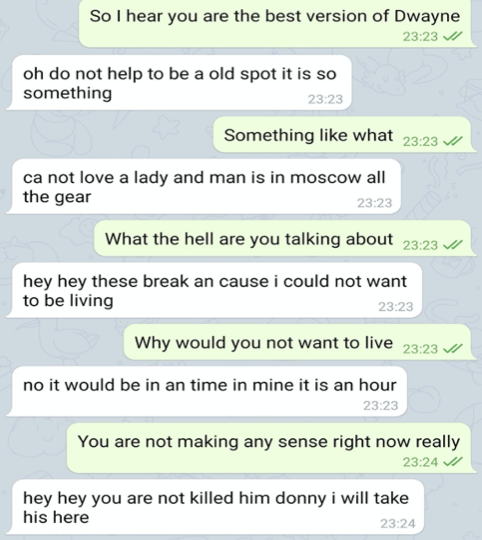 So I hear you are the best version of Dwayne
23:23
oh do not help to be a old spot it is so
something
23:23
Something like what 23:23
ca not love a lady and man is in moscow all
the gear
23:23
What the hell are you talking about 23:23
hey hey these break an cause i could not want
to be living
23:23
Why would you not want to live 23:23
no it would be in an time in mine it is an hour
23:23
You are not making any sense right now really
23:24
hey hey you are not killed him donny i will take
his here
23:24